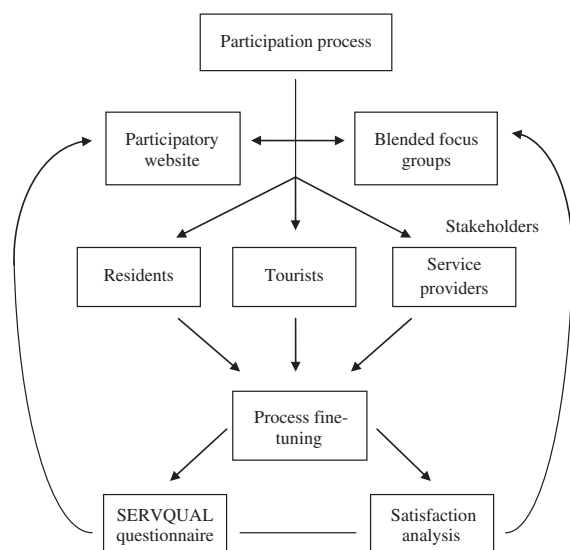 Participation process
Participatory
website
Blended focus
groups
Stakeholders
Residents
Tourists
Service
providers
Process fine-
tuning
SERVQUAL
questionnaire
Satisfaction
analysis